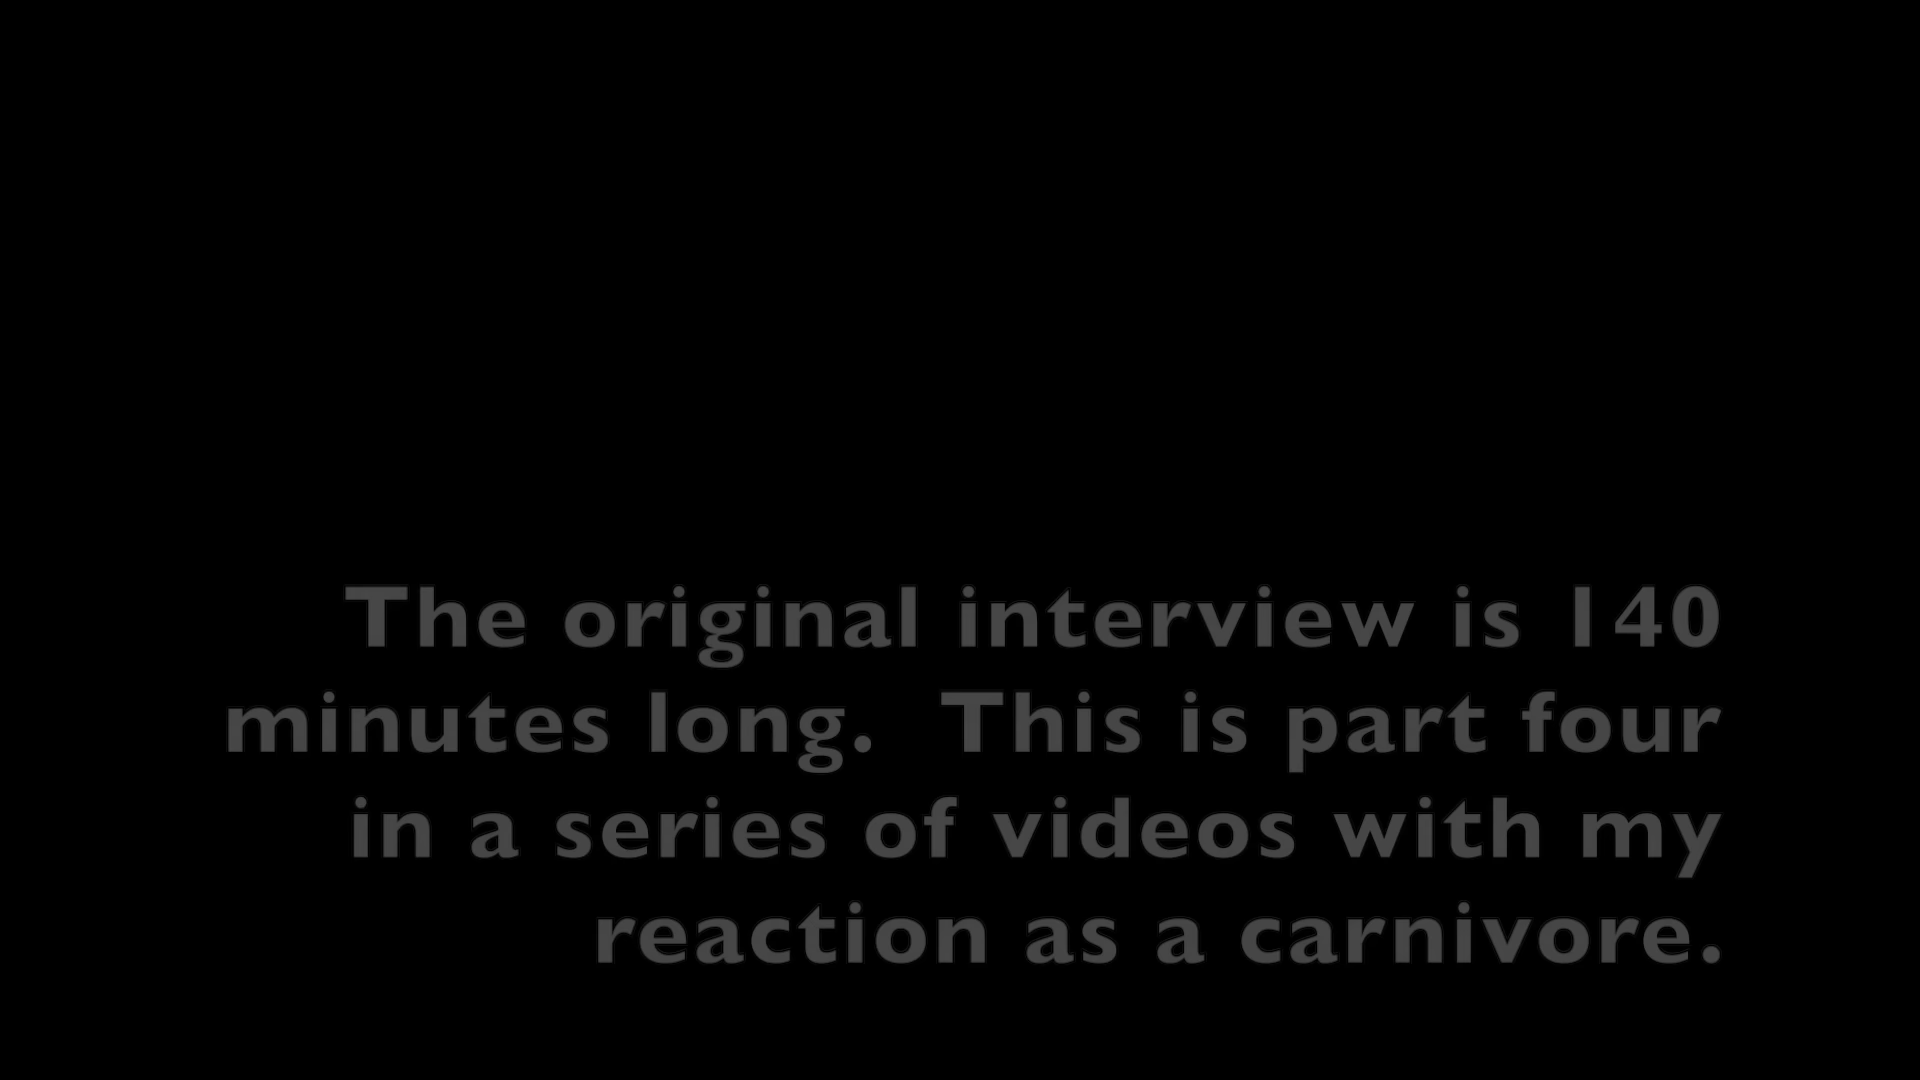 The original interview is 140
minutes long.  This is part four
in a series of videos with my
reaction as a carnivore.